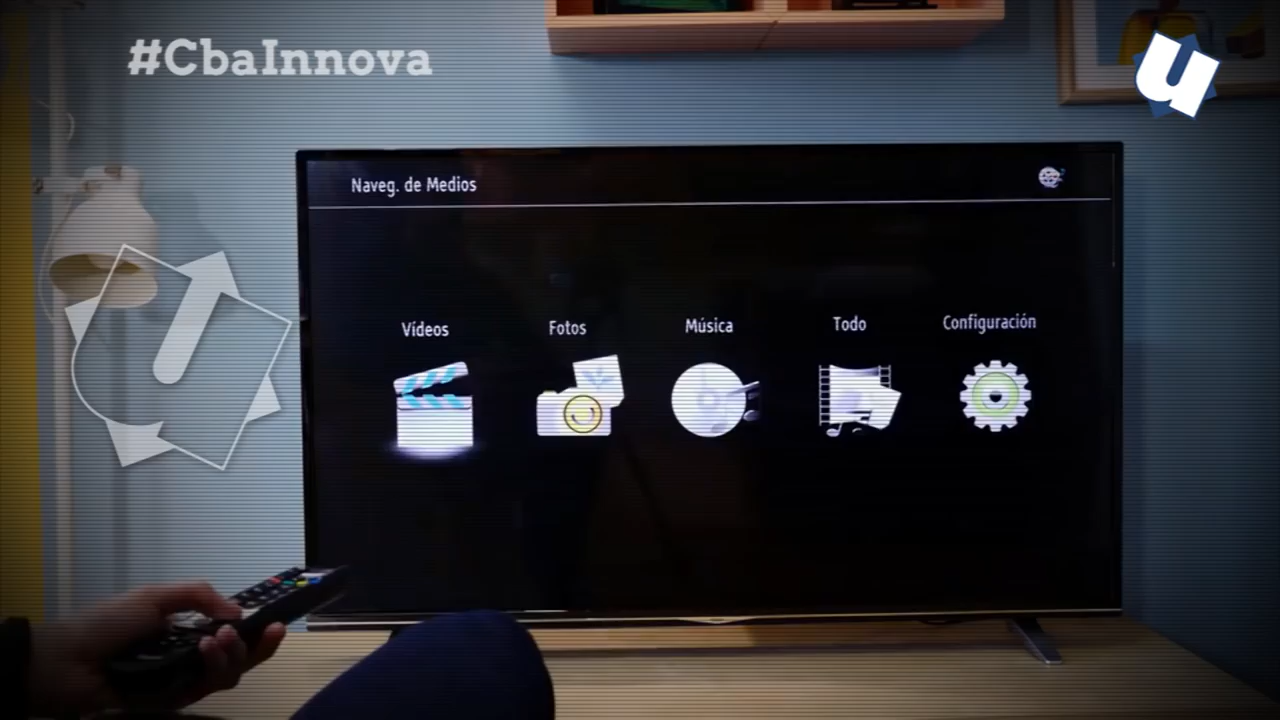 #CbaInnova
u
Naveg. de Medios
Vídeos
Fotos
Música
Todo
Configuración